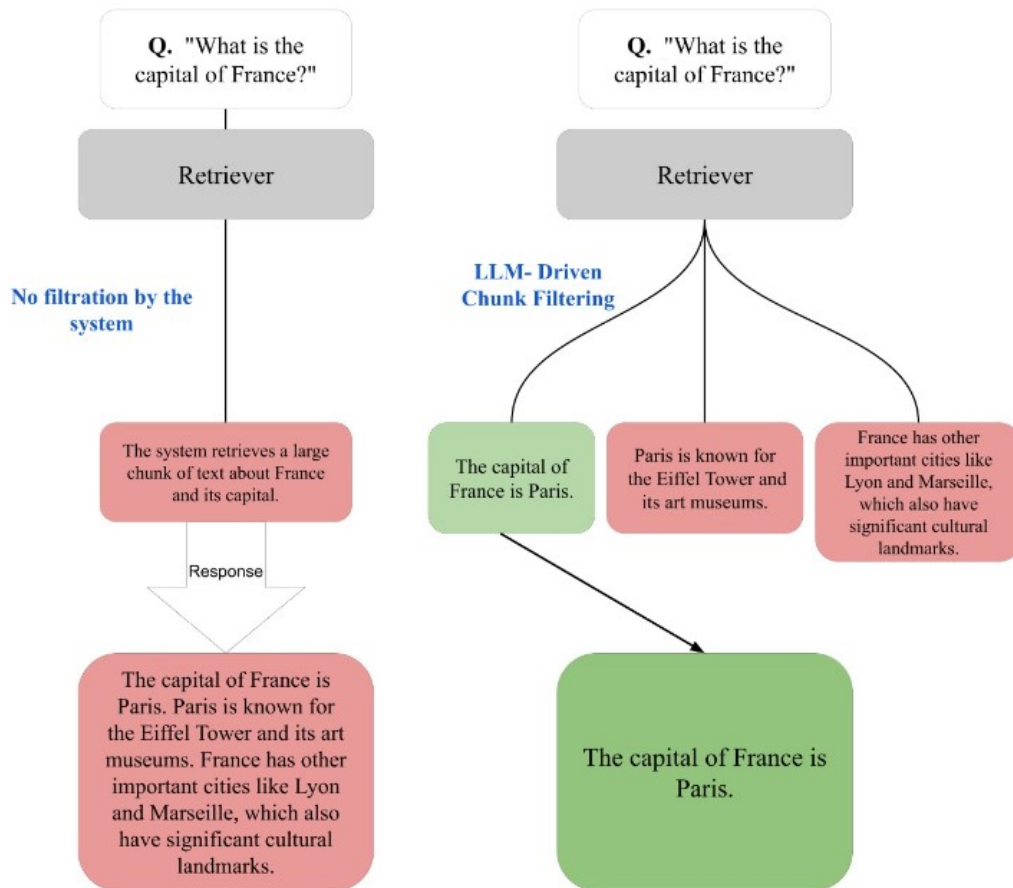 Q. "What is the
capital of France?"
Retriever
No filtration by the
system
The system retrieves a large
chunk of text about France
and its capital.
Response
The capital of France is
Paris. Paris is known for
the Eiffel Tower and its art
museums. France has other
important cities like Lyon
and Marseille, which also
have significant cultural
landmarks.
Q. "What is the
capital of France?"
Retriever
LLM- Driven
Chunk Filtering
The capital of
France is Paris.
Paris is known for
the Eiffel Tower and
its art museums.
France has other
important cities like
Lyon and Marseille,
which also have
significant cultural
landmarks.
The capital of France is
Paris.